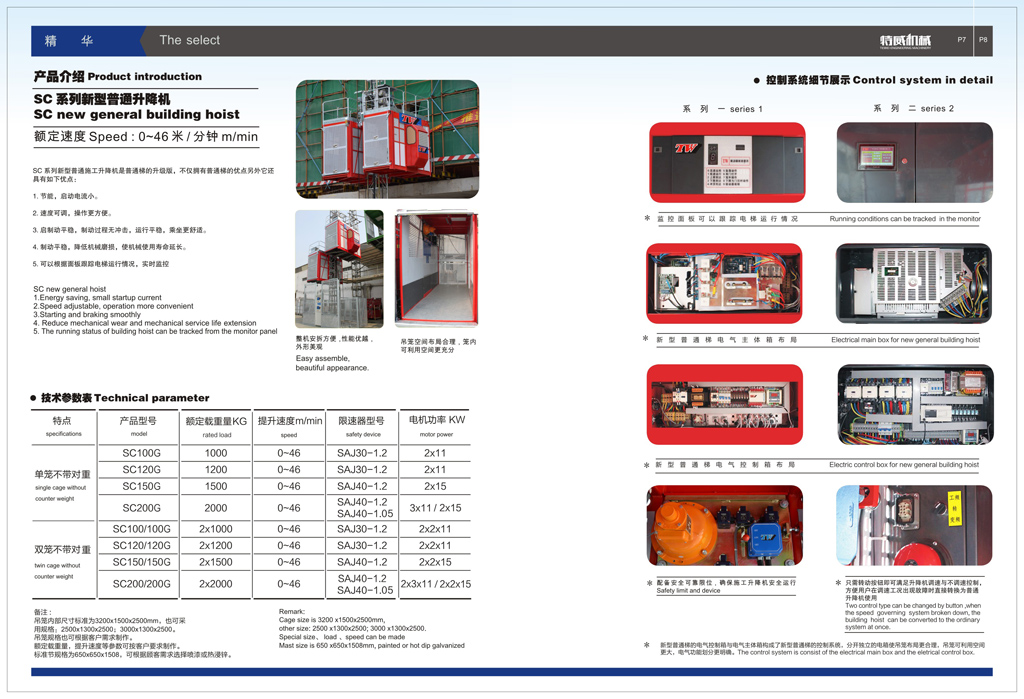 精 华
The select
特威机械
P7
P8
产品介绍 Product introduction
SC 系列新型普通升降机
SC new general building hoist
额定速度 Speed : 0~46 米 / 分钟 m/min
SC 系列新型普通施工升降机是普通梯的升级版，不仅拥有普通梯的优点另外它还
具有如下优点：
1. 节能，启动电流小。
2. 速度可调，操作更方便。
3. 启制动平稳，制动过程无冲击，运行平稳，乘坐更舒适。
4. 制动平稳，降低机械磨损，使机械使用寿命延长。
5. 可以根据面板跟踪电梯运行情况，实时监控
SC new general hoist
1.Energy saving, small startup current
2.Speed adjustable, operation more convenient
3.Starting and braking smoothly
4. Reduce mechanical wear and mechanical service life extension
5. The running status of building hoist can be tracked from the monitor panel
整机安拆方便，性能优越，
外形美观
Easy assemble,
beautiful appearance.
吊笼空间布局合理，笼内
可利用空间更充分
● 技术参数表 Technical parameter
特点 产品型号 额定载重量KG 提升速度m/min 限速器型号 电机功率 KW
specifications model rated load speed safety device motor power
单笼不带对重
single cage without
counter weight
SC100G 1000 0~46 SAJ30-1.2 2x11
SC120G 1200 0~46 SAJ30-1.2 2x11
SC150G 1500 0~46 SAJ40-1.2 2x15
SC200G 2000 0~46 SAJ40-1.2 SAJ40-1.05 3x11 / 2x15
双笼不带对重
twin cage without
counter weight
SC100/100G 2x1000 0~46 SAJ30-1.2 2x2x11
SC120/120G 2x1200 0~46 SAJ30-1.2 2x2x11
SC150/150G 2x1500 0~46 SAJ40-1.2 2x2x15
SC200/200G 2x2000 0~46 SAJ40-1.2 SAJ40-1.05 2x3x11 / 2x2x15
备注：
吊笼内部尺寸标准为3200x1500x2500mm，也可采
用规格：2500x1300x2500；3000x1300x2500。
吊笼规格也可根据客户需求制作。
额定载重量，提升速度等参数可按客户要求制作。
标准节规格为650x650x1508，可根据顾客需求选择喷漆或热浸锌。
Remark:
Cage size is 3200 x1500x2500mm,
other size: 2500 x1300x2500; 3000 x1300x2500.
Special size、 load 、speed can be made
Mast size is 650 x650x1508mm, painted or hot dip galvanized
● 控制系统细节展示 Control system in detail
系 列 一 series 1
系 列 二 series 2
TW
＊ 监控面板可以跟踪电梯运行情况
Running conditions can be tracked in the monitor
＊ 新型普通梯电气主体箱布局
Electrical main box for new general building hoist
＊ 新型普通梯电气控制箱布局
Electric control box for new general building hoist
TW
＊ 配备安全可靠限位，确保施工升降机安全运行
Safety limit and device
＊ 只需转动按钮即可满足升降机调速与不调速控制，
方便用户在调速工况出现故障时直接转换为普通
升降机使用
Two control type can be changed by button ,when
the speed governing system broken down, the
building hoist can be converted to the ordinary
system at once.
＊ 新型普通梯的电气控制箱与电气主体箱构成了新型普通梯的控制系统，分开独立的电箱使吊笼布局更合理，吊笼可利用空间
更大，电气功能划分更明确。The control system is consist of the electrical main box and the eletrical control box.